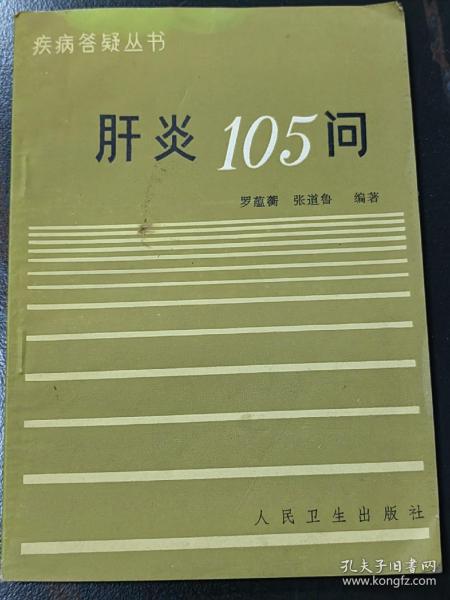 疾病答疑丛书
肝炎105问
罗蕴蘅 张道鲁 编著
人民卫生出版社
孔夫子旧书网
www.kongfz.com